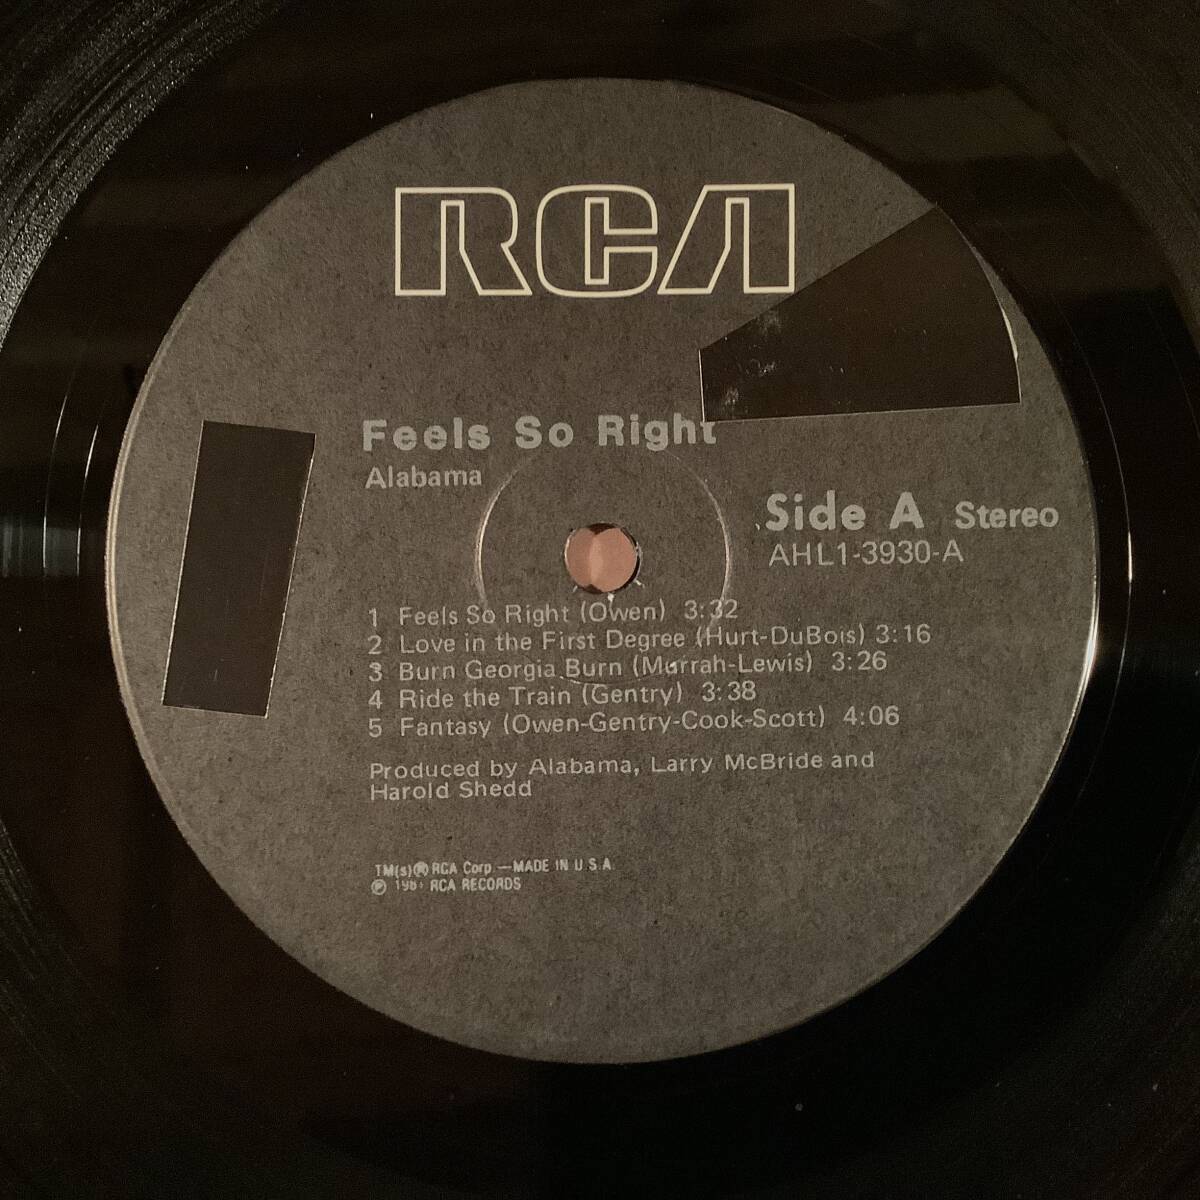 RCA
Feels So Right
Alabama
Side A Stereo
AHL1-3930-A
1 Feels So Right (Owen) 3:32
2 Love in the First Degree (Hurt-DuBois) 3:16
3 Burn Georgia Burn (Murrah-Lewis) 3:26
4 Ride the Train (Gentry) 3:38
5 Fantasy (Owen-Gentry-Cook-Scott) 4:06
Produced by Alabama, Larry McBride and
Harold Shedd
TM(s)® RCA Corp.—MADE IN U.S.A.
℗ 1981 RCA RECORDS